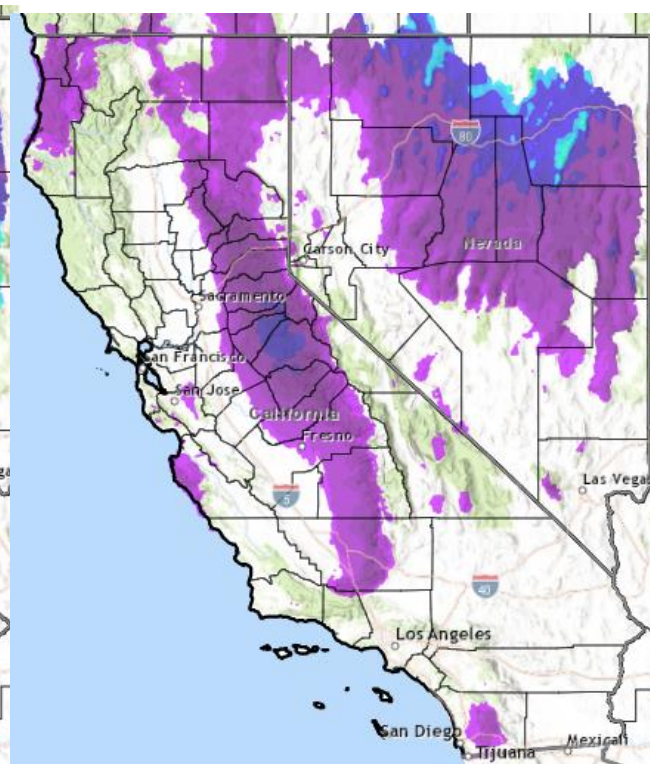 80
Carson City
Nevada
Sacramento
San Francisco
San Jose
California
Fresno
5
Las Vegas
40
Los Angeles
San Diego
Tijuana
Mexicali